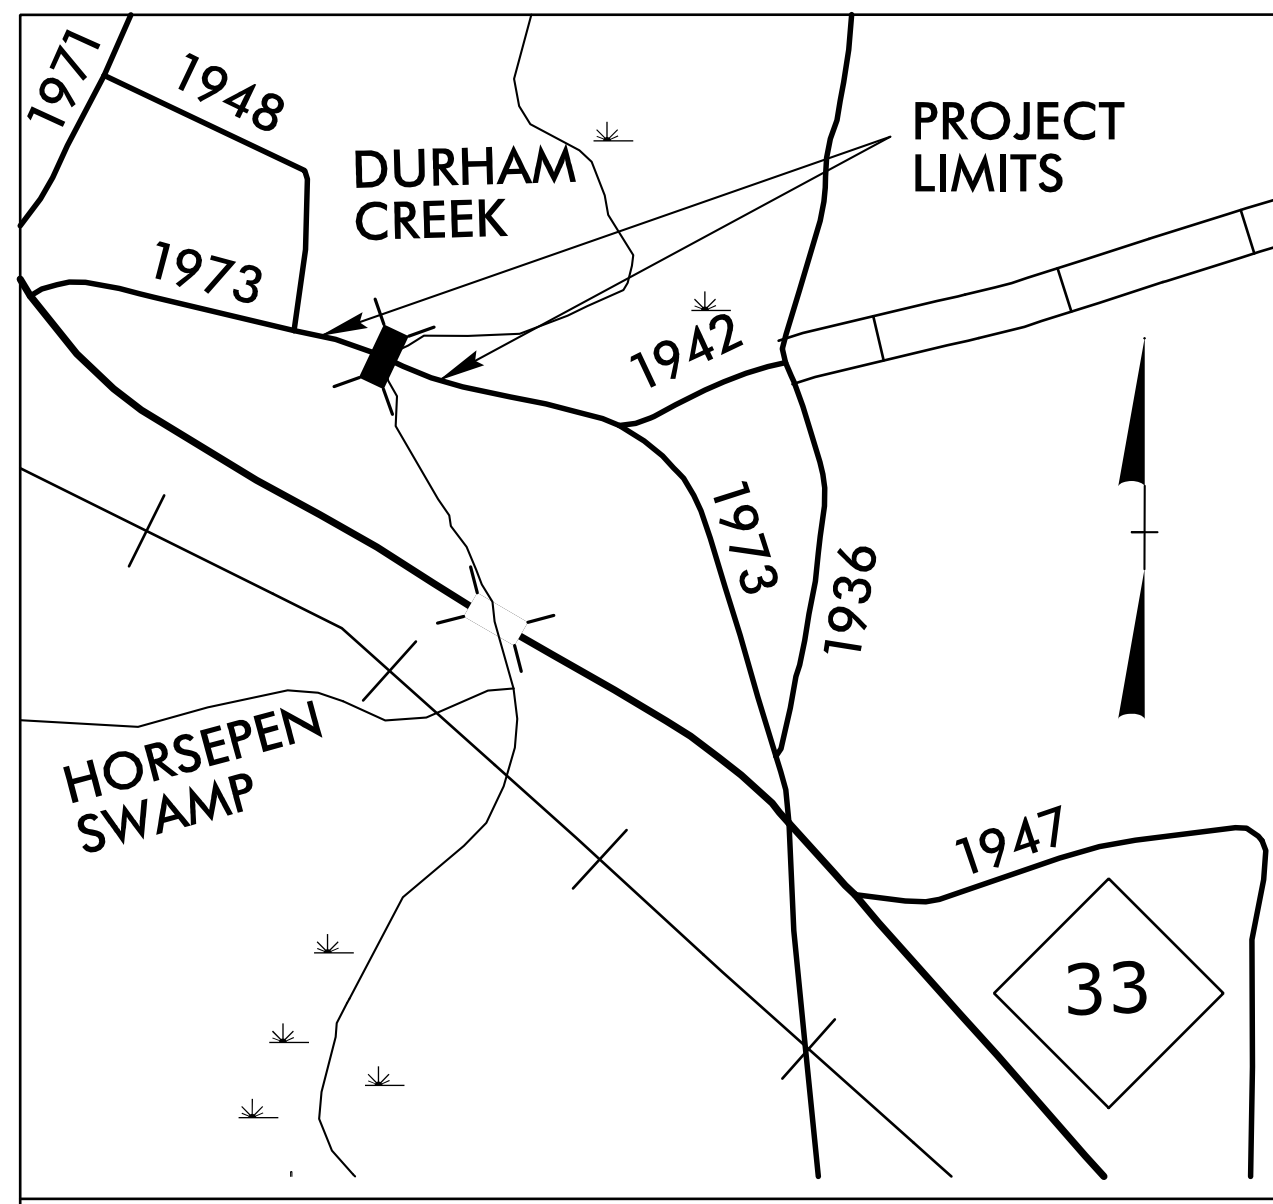 1971
1948
PROJECT
LIMITS
DURHAM
CREEK
1973
1942
1973
1936
HORSEPEN
SWAMP
1947
33